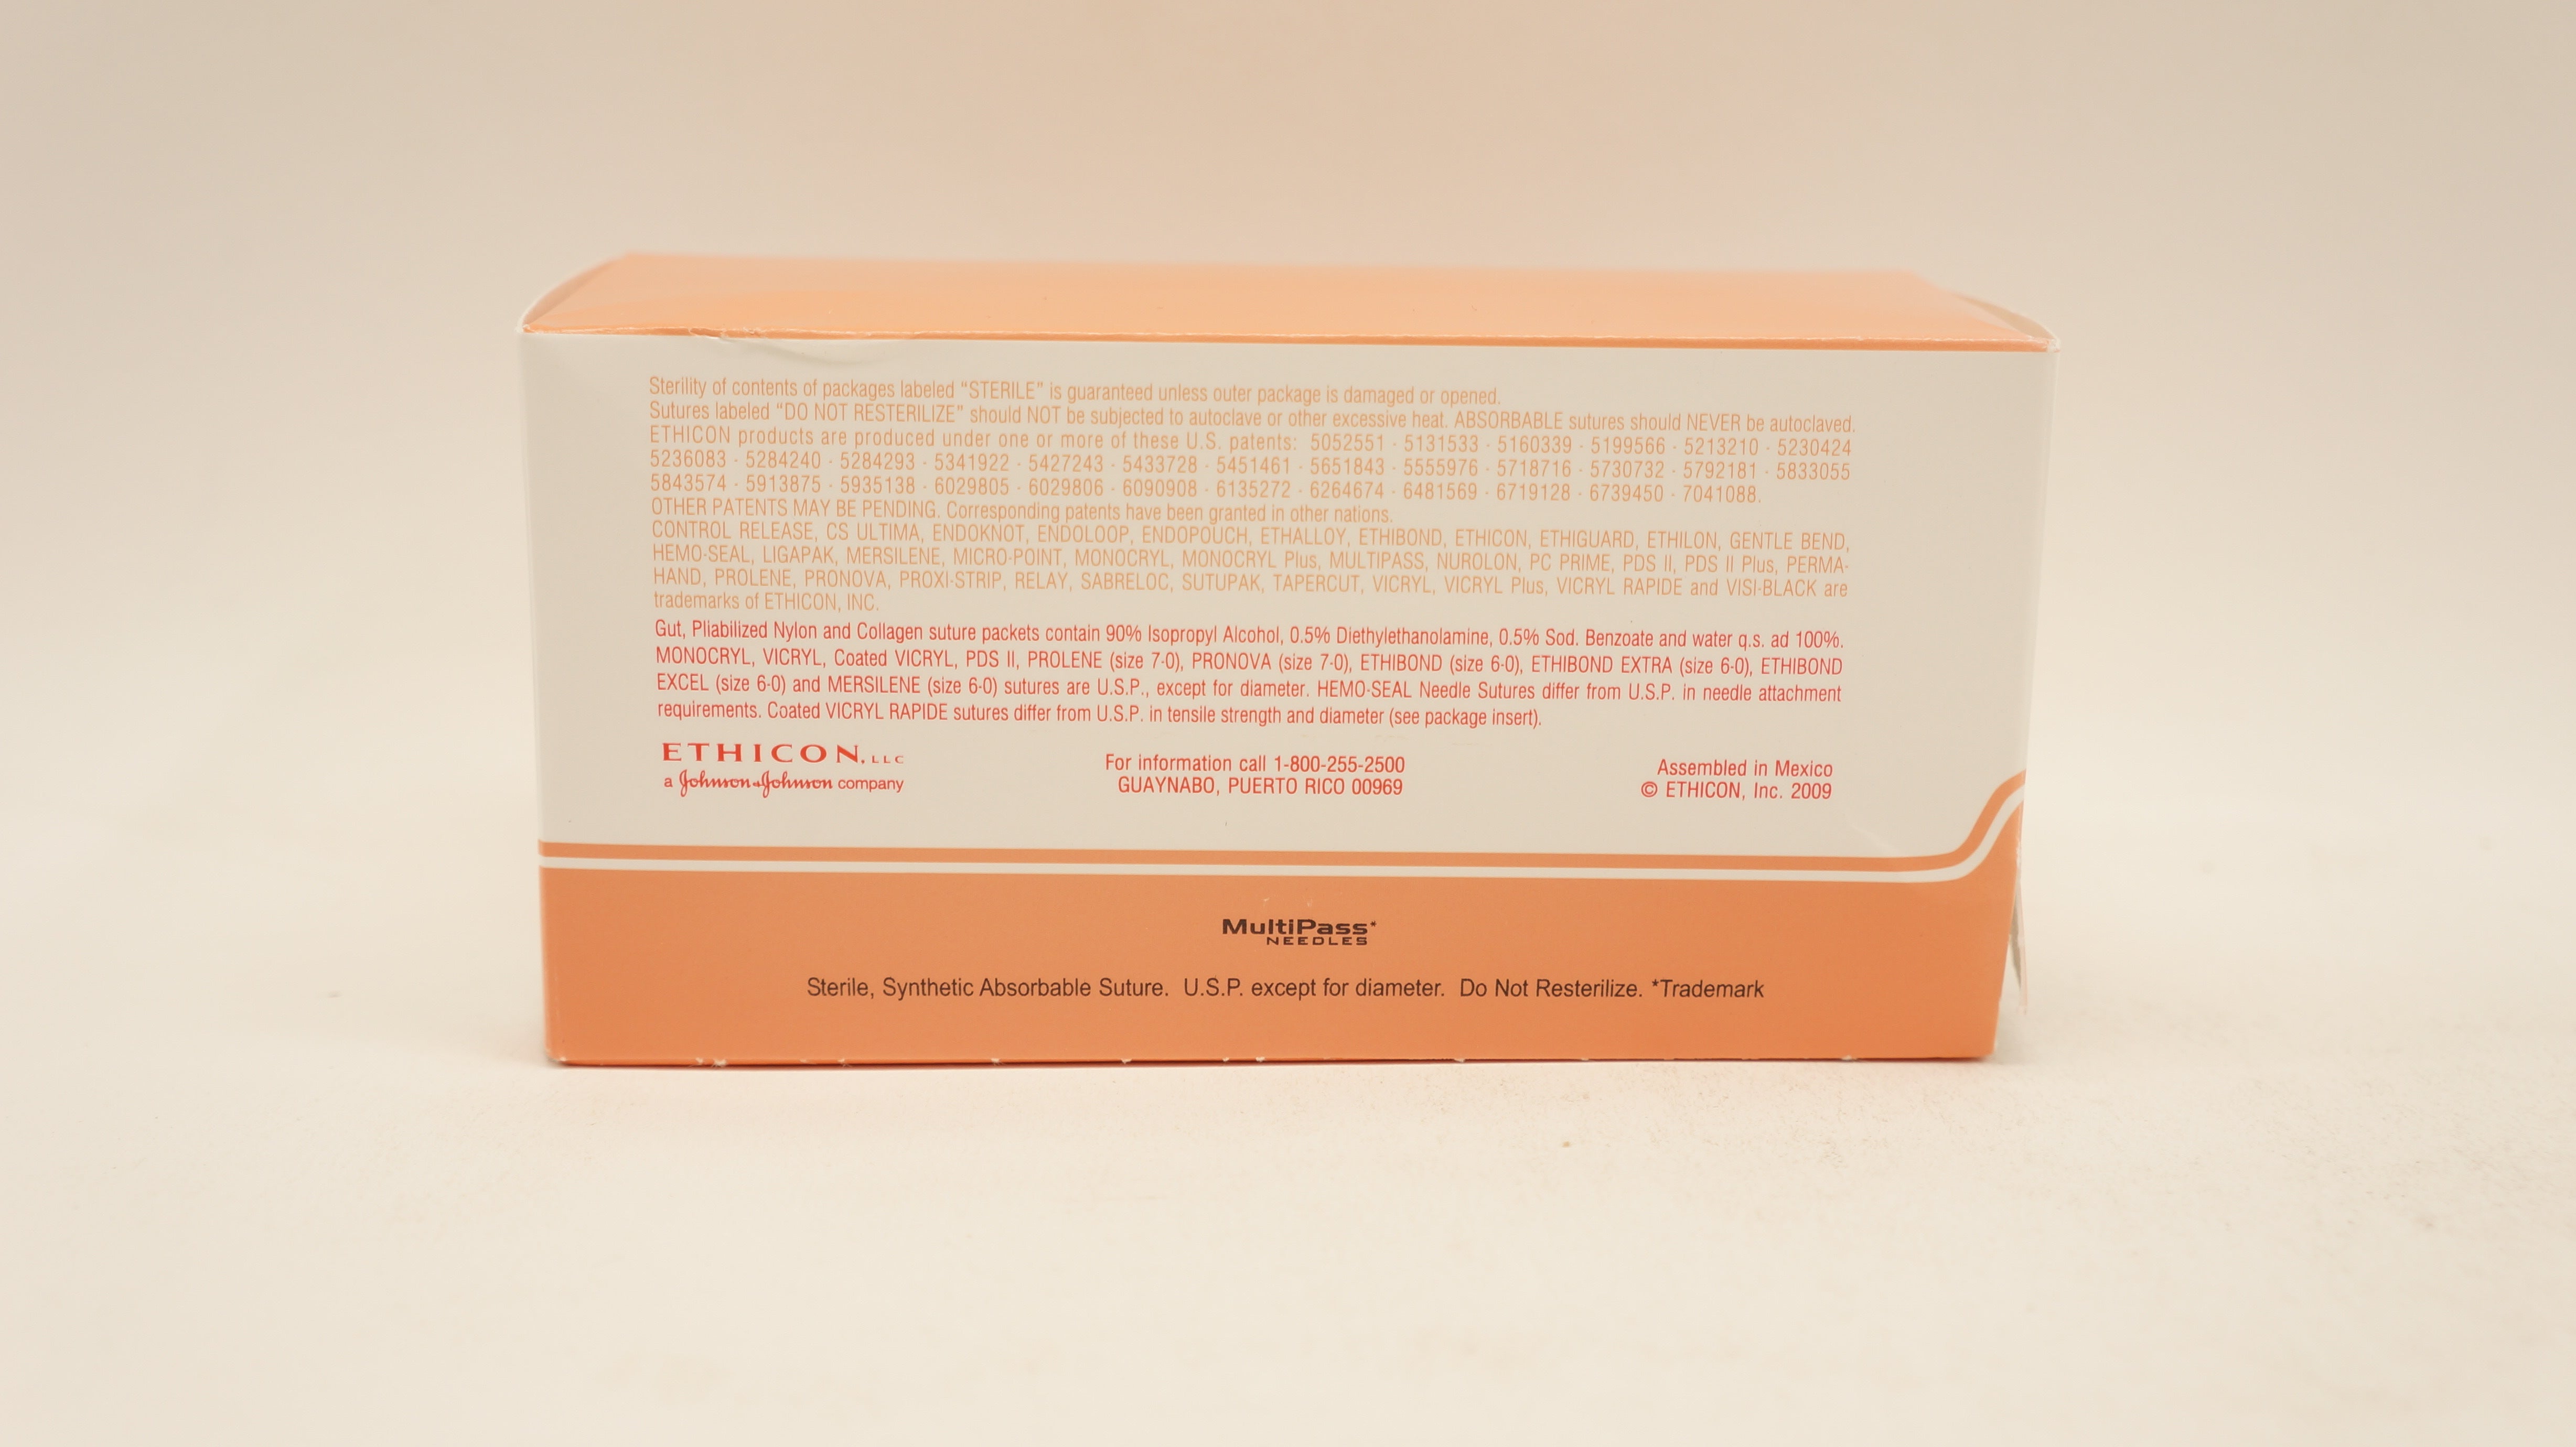 Sterility of contents of packages labeled “STERILE” is guaranteed unless outer package is damaged or opened.
Sutures labeled “DO NOT RESTERILIZE” should NOT be subjected to autoclave or other excessive heat. ABSORBABLE sutures should NEVER be autoclaved.
ETHICON products are produced under one or more of these U.S. patents: 5052551 · 5131533 · 5160339 · 5199566 · 5213210 · 5230424
5236083 · 5284240 · 5284293 · 5341922 · 5427243 · 5433728 · 5451461 · 5651843 · 5555976 · 5718716 · 5730732 · 5792181 · 5833055
5843574 · 5913875 · 5935138 · 6029805 · 6029806 · 6090908 · 6135272 · 6264674 · 6481569 · 6719128 · 6739450 · 7041088.
OTHER PATENTS MAY BE PENDING. Corresponding patents have been granted in other nations.
CONTROL RELEASE, CS ULTIMA, ENDOKNOT, ENDOLOOP, ENDOPOUCH, ETHALLOY, ETHIBOND, ETHICON, ETHIGUARD, ETHILON, GENTLE BEND,
HEMO-SEAL, LIGAPAK, MERSILENE, MICRO-POINT, MONOCRYL, MONOCRYL Plus, MULTIPASS, NUROLON, PC PRIME, PDS II, PDS II Plus, PERMA-
HAND, PROLENE, PRONOVA, PROXI-STRIP, RELAY, SABRELOC, SUTUPAK, TAPERCUT, VICRYL, VICRYL Plus, VICRYL RAPIDE and VISI-BLACK are
trademarks of ETHICON, INC.
Gut, Pliabilized Nylon and Collagen suture packets contain 90% Isopropyl Alcohol, 0.5% Diethylethanolamine, 0.5% Sod. Benzoate and water q.s. ad 100%.
MONOCRYL, VICRYL, Coated VICRYL, PDS II, PROLENE (size 7-0), PRONOVA (size 7-0), ETHIBOND (size 6-0), ETHIBOND EXTRA (size 6-0), ETHIBOND
EXCEL (size 6-0) and MERSILENE (size 6-0) sutures are U.S.P., except for diameter. HEMO-SEAL Needle Sutures differ from U.S.P. in needle attachment
requirements. Coated VICRYL RAPIDE sutures differ from U.S.P. in tensile strength and diameter (see package insert).
ETHICON, LLC
a Johnson & Johnson company
For information call 1-800-255-2500
GUAYNABO, PUERTO RICO 00969
Assembled in Mexico
© ETHICON, Inc. 2009
MultiPass*
NEEDLES
Sterile, Synthetic Absorbable Suture. U.S.P. except for diameter. Do Not Resterilize. *Trademark